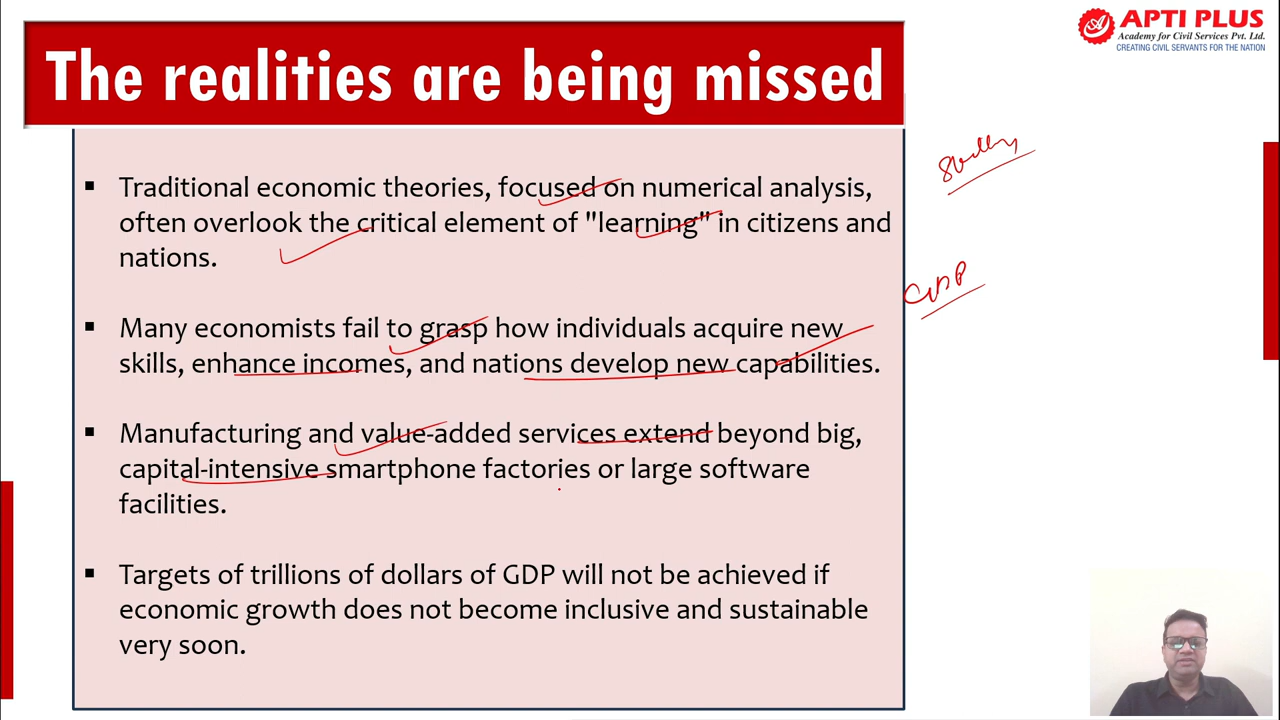 APTI PLUS
Academy for Civil Services Pvt. Ltd.
CREATING CIVIL SERVANTS FOR THE NATION
The realities are being missed
▪ Traditional economic theories, focused on numerical analysis,
often overlook the critical element of "learning" in citizens and
nations.
▪ Many economists fail to grasp how individuals acquire new
skills, enhance incomes, and nations develop new capabilities.
▪ Manufacturing and value-added services extend beyond big,
capital-intensive smartphone factories or large software
facilities.
▪ Targets of trillions of dollars of GDP will not be achieved if
economic growth does not become inclusive and sustainable
very soon.
GDP